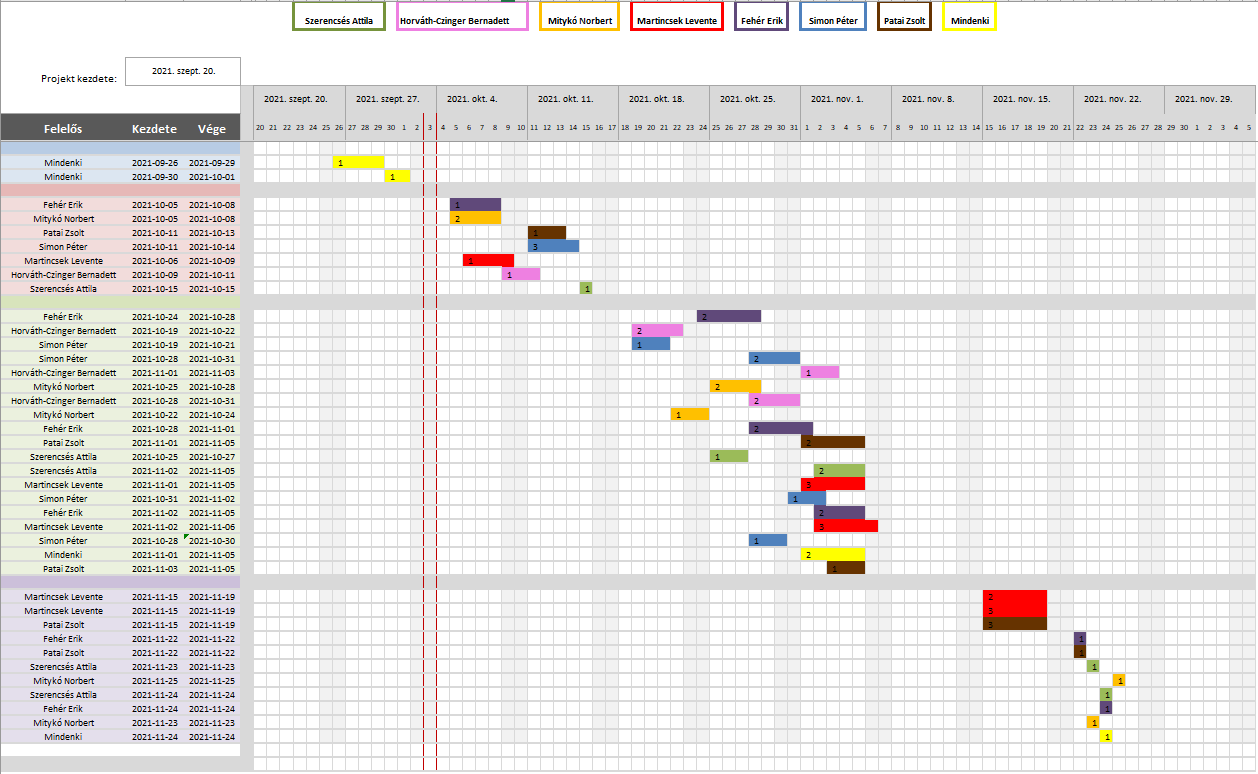 Szerencsés Attila Horváth-Czinger Bernadett Mitykó Norbert Martincsek Levente Fehér Erik Simon Péter Patai Zsolt Mindenki
Projekt kezdete: 2021. szept. 20.
2021. szept. 20. 2021. szept. 27. 2021. okt. 4. 2021. okt. 11. 2021. okt. 18. 2021. okt. 25. 2021. nov. 1. 2021. nov. 8. 2021. nov. 15. 2021. nov. 22. 2021. nov. 29.
Felelős Kezdete Vége 20 21 22 23 24 25 26 27 28 29 30 1 2 3 4 5 6 7 8 9 10 11 12 13 14 15 16 17 18 19 20 21 22 23 24 25 26 27 28 29 30 31 1 2 3 4 5 6 7 8 9 10 11 12 13 14 15 16 17 18 19 20 21 22 23 24 25 26 27 28 29 30 1 2 3 4 5
Mindenki 2021-09-26 2021-09-29 1
Mindenki 2021-09-30 2021-10-01 1
Fehér Erik 2021-10-05 2021-10-08 1
Mitykó Norbert 2021-10-05 2021-10-08 2
Patai Zsolt 2021-10-11 2021-10-13 1
Simon Péter 2021-10-11 2021-10-14 3
Martincsek Levente 2021-10-06 2021-10-09 1
Horváth-Czinger Bernadett 2021-10-09 2021-10-11 1
Szerencsés Attila 2021-10-15 2021-10-15 1
Fehér Erik 2021-10-24 2021-10-28 2
Horváth-Czinger Bernadett 2021-10-19 2021-10-22 2
Simon Péter 2021-10-19 2021-10-21 1
Simon Péter 2021-10-28 2021-10-31 2
Horváth-Czinger Bernadett 2021-11-01 2021-11-03 1
Mitykó Norbert 2021-10-25 2021-10-28 2
Horváth-Czinger Bernadett 2021-10-28 2021-10-31 2
Mitykó Norbert 2021-10-22 2021-10-24 1
Fehér Erik 2021-10-28 2021-11-01 2
Patai Zsolt 2021-11-01 2021-11-05 2
Szerencsés Attila 2021-10-25 2021-10-27 1
Szerencsés Attila 2021-11-02 2021-11-05 2
Martincsek Levente 2021-11-01 2021-11-05 3
Simon Péter 2021-10-31 2021-11-02 1
Fehér Erik 2021-11-02 2021-11-05 2
Martincsek Levente 2021-11-02 2021-11-06 3
Simon Péter 2021-10-28 2021-10-30 1
Mindenki 2021-11-01 2021-11-05 2
Patai Zsolt 2021-11-03 2021-11-05 1
Martincsek Levente 2021-11-15 2021-11-19 2
Martincsek Levente 2021-11-15 2021-11-19 3
Patai Zsolt 2021-11-15 2021-11-19 3
Fehér Erik 2021-11-22 2021-11-22 1
Patai Zsolt 2021-11-22 2021-11-22 1
Szerencsés Attila 2021-11-23 2021-11-23 1
Mitykó Norbert 2021-11-25 2021-11-25 1
Szerencsés Attila 2021-11-24 2021-11-24 1
Fehér Erik 2021-11-24 2021-11-24 1
Mitykó Norbert 2021-11-23 2021-11-23 1
Mindenki 2021-11-24 2021-11-24 1